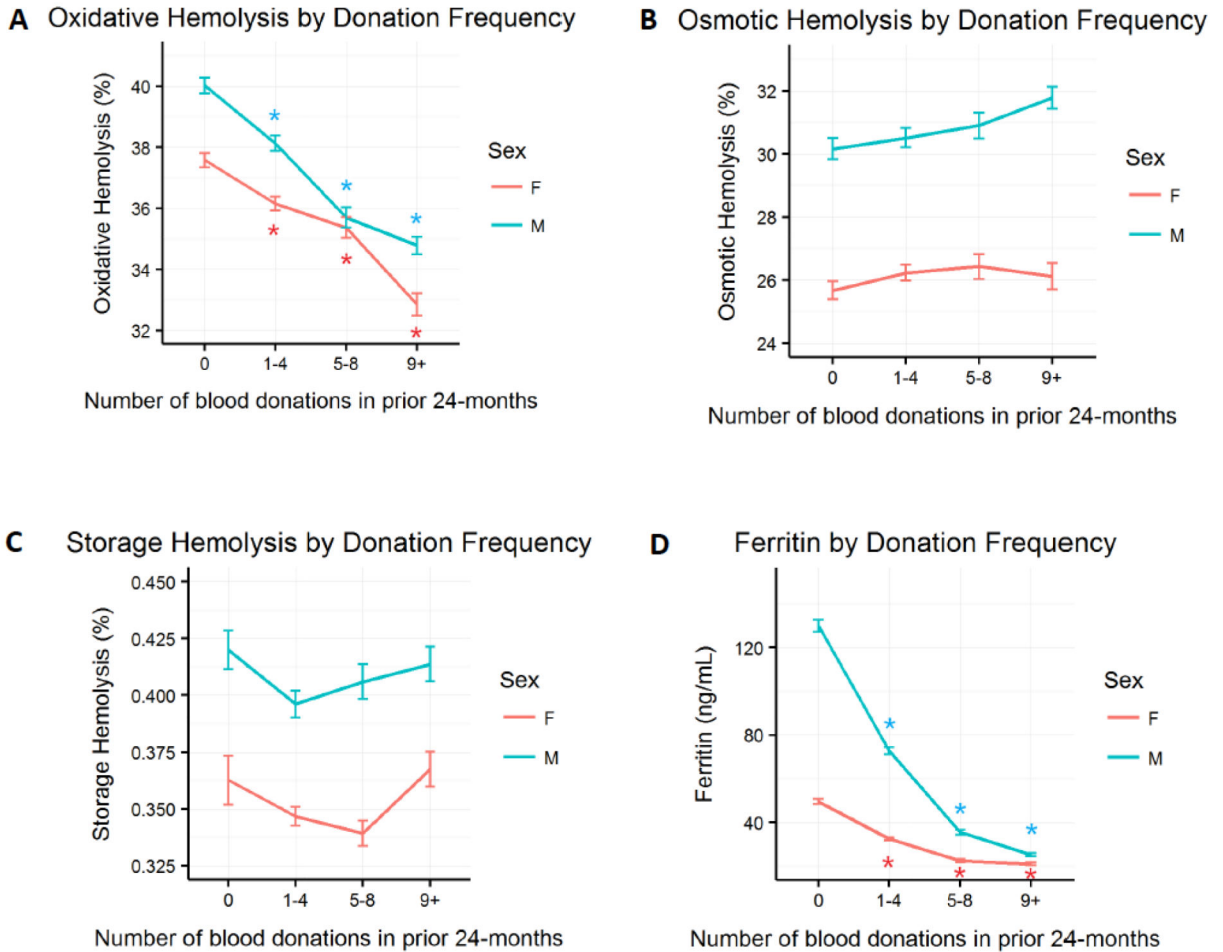 A Oxidative Hemolysis by Donation Frequency
Oxidative Hemolysis (%)
40
38
36
34
32
0 1-4 5-8 9+
Number of blood donations in prior 24-months
Sex
F
M
* * *
* * *
B Osmotic Hemolysis by Donation Frequency
Osmotic Hemolysis (%)
32
30
28
26
24
0 1-4 5-8 9+
Number of blood donations in prior 24-months
Sex
F
M
C Storage Hemolysis by Donation Frequency
Storage Hemolysis (%)
0.450
0.425
0.400
0.375
0.350
0.325
0 1-4 5-8 9+
Number of blood donations in prior 24-months
Sex
F
M
D Ferritin by Donation Frequency
Ferritin (ng/mL)
120
80
40
0 1-4 5-8 9+
Number of blood donations in prior 24-months
Sex
F
M
* * *
* * *